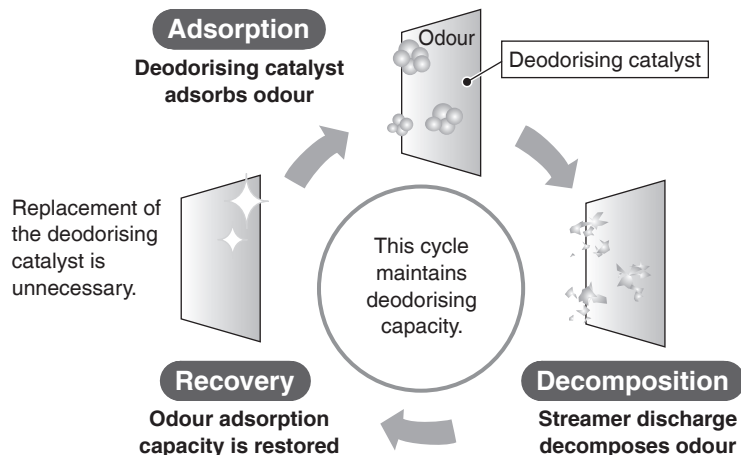 Adsorption
Deodorising catalyst
adsorbs odour
Odour
Deodorising catalyst
Replacement of
the deodorising
catalyst is
unnecessary.
This cycle
maintains
deodorising
capacity.
Recovery
Odour adsorption
capacity is restored
Decomposition
Streamer discharge
decomposes odour